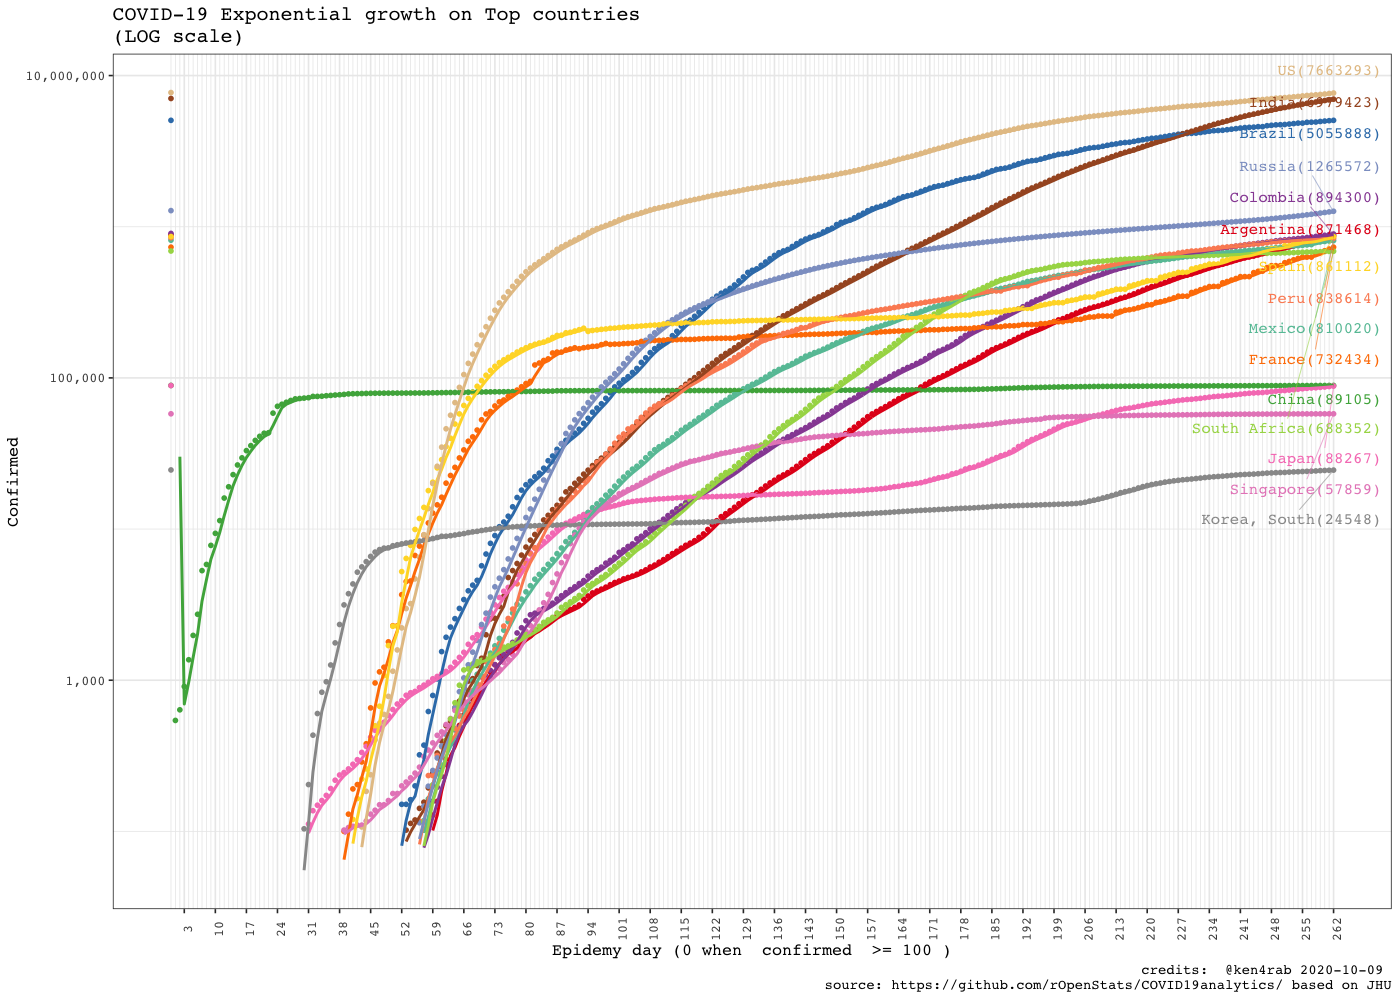 COVID-19 Exponential growth on Top countries
(LOG scale)
10,000,000
100,000
1,000
Confirmed
US(7663293)
India(6979423)
Brazil(5055888)
Russia(1265572)
Colombia(894300)
Argentina(871468)
Spain(861112)
Peru(838614)
Mexico(810020)
France(732434)
China(89105)
South Africa(688352)
Japan(88267)
Singapore(57859)
Korea, South(24548)
3 10 17 24 31 38 45 52 59 66 73 80 87 94 101 108 115 122 129 136 143 150 157 164 171 178 185 192 199 206 213 220 227 234 241 248 255 262
Epidemy day (0 when  confirmed  >= 100 )
credits:  @ken4rab 2020-10-09
source: https://github.com/rOpenStats/COVID19analytics/ based on JHU